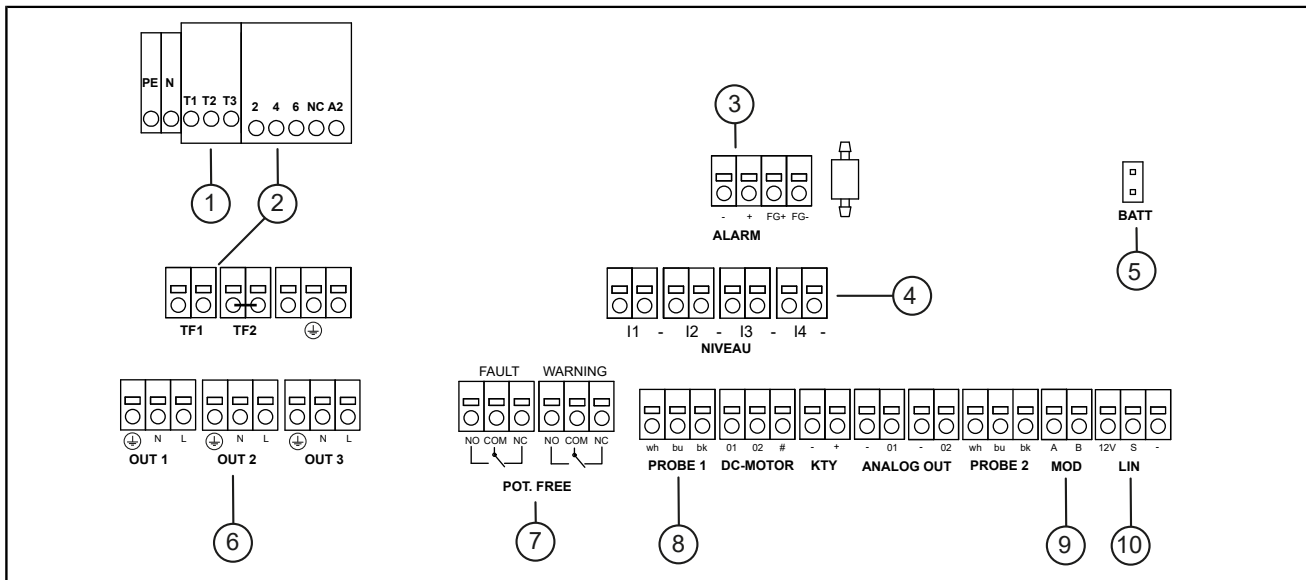 PE N
T1 T2 T3
2 4 6 NC A2
1
2
3
- + FG+ FG-
ALARM
BATT
5
TF1 TF2
I1 - I2 - I3 - I4 -
NIVEAU
4
N L N L N L
OUT 1 OUT 2 OUT 3
6
FAULT WARNING
NO COM NC NO COM NC
POT. FREE
7
wh bu bk 01 02 # - + - 01 - 02 wh bu bk A B 12V S -
PROBE 1 DC-MOTOR KTY ANALOG OUT PROBE 2 MOD LIN
8
9
10